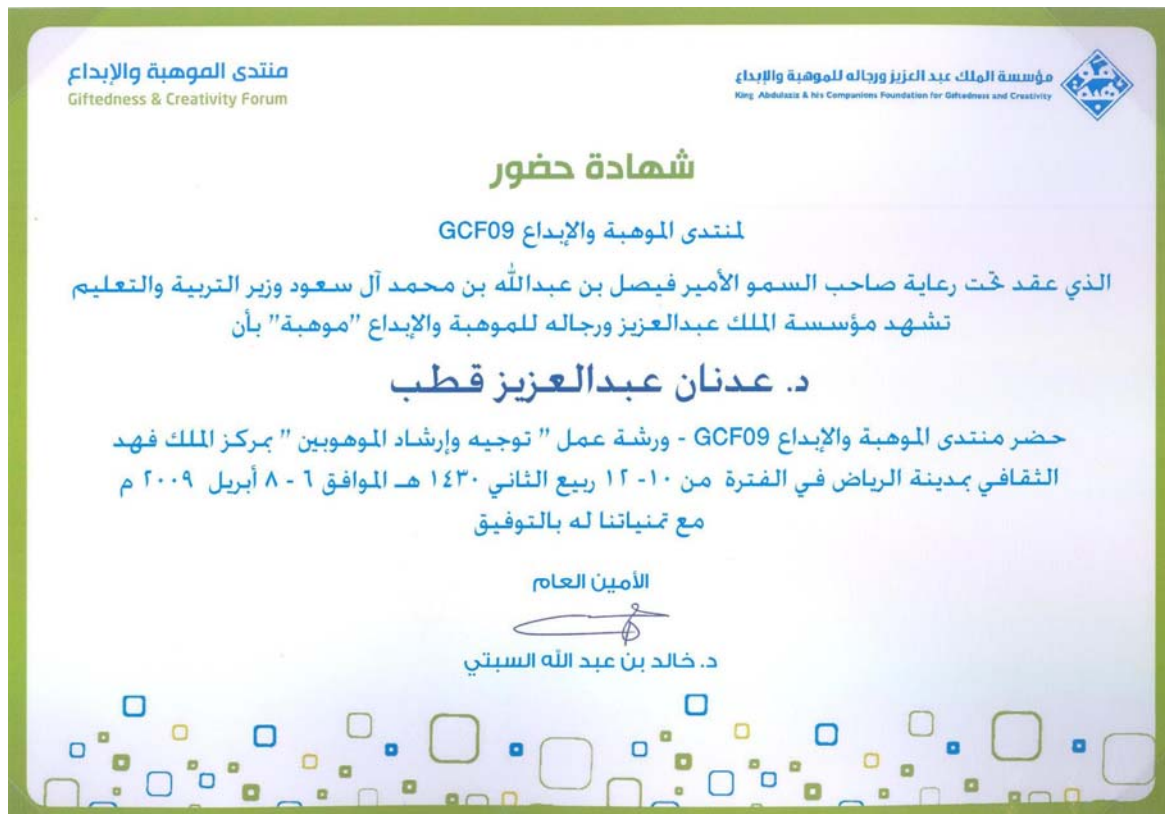 مؤسسة الملك عبد العزيز ورجاله للموهبة والإبداع
King Abdulaziz & his Companions Foundation for Giftedness and Creativity
منتدى الموهبة والإبداع
Giftedness & Creativity Forum
شهادة حضور
لمنتدى الموهبة والإبداع GCF09
الذي عقد تحت رعاية صاحب السمو الأمير فيصل بن عبدالله بن محمد آل سعود وزير التربية والتعليم
تشهد مؤسسة الملك عبدالعزيز ورجاله للموهبة والإبداع "موهبة" بأن
د. عدنان عبدالعزيز قطب
حضر منتدى الموهبة والإبداع GCF09 - ورشة عمل " توجيه وإرشاد الموهوبين " بمركز الملك فهد
الثقافي بمدينة الرياض في الفترة من ١٠- ١٢ ربيع الثاني ١٤٣٠ هـ الموافق ٦ - ٨ أبريل ٢٠٠٩ م
مع تمنياتنا له بالتوفيق
الأمين العام
د. خالد بن عبد الله السبتي